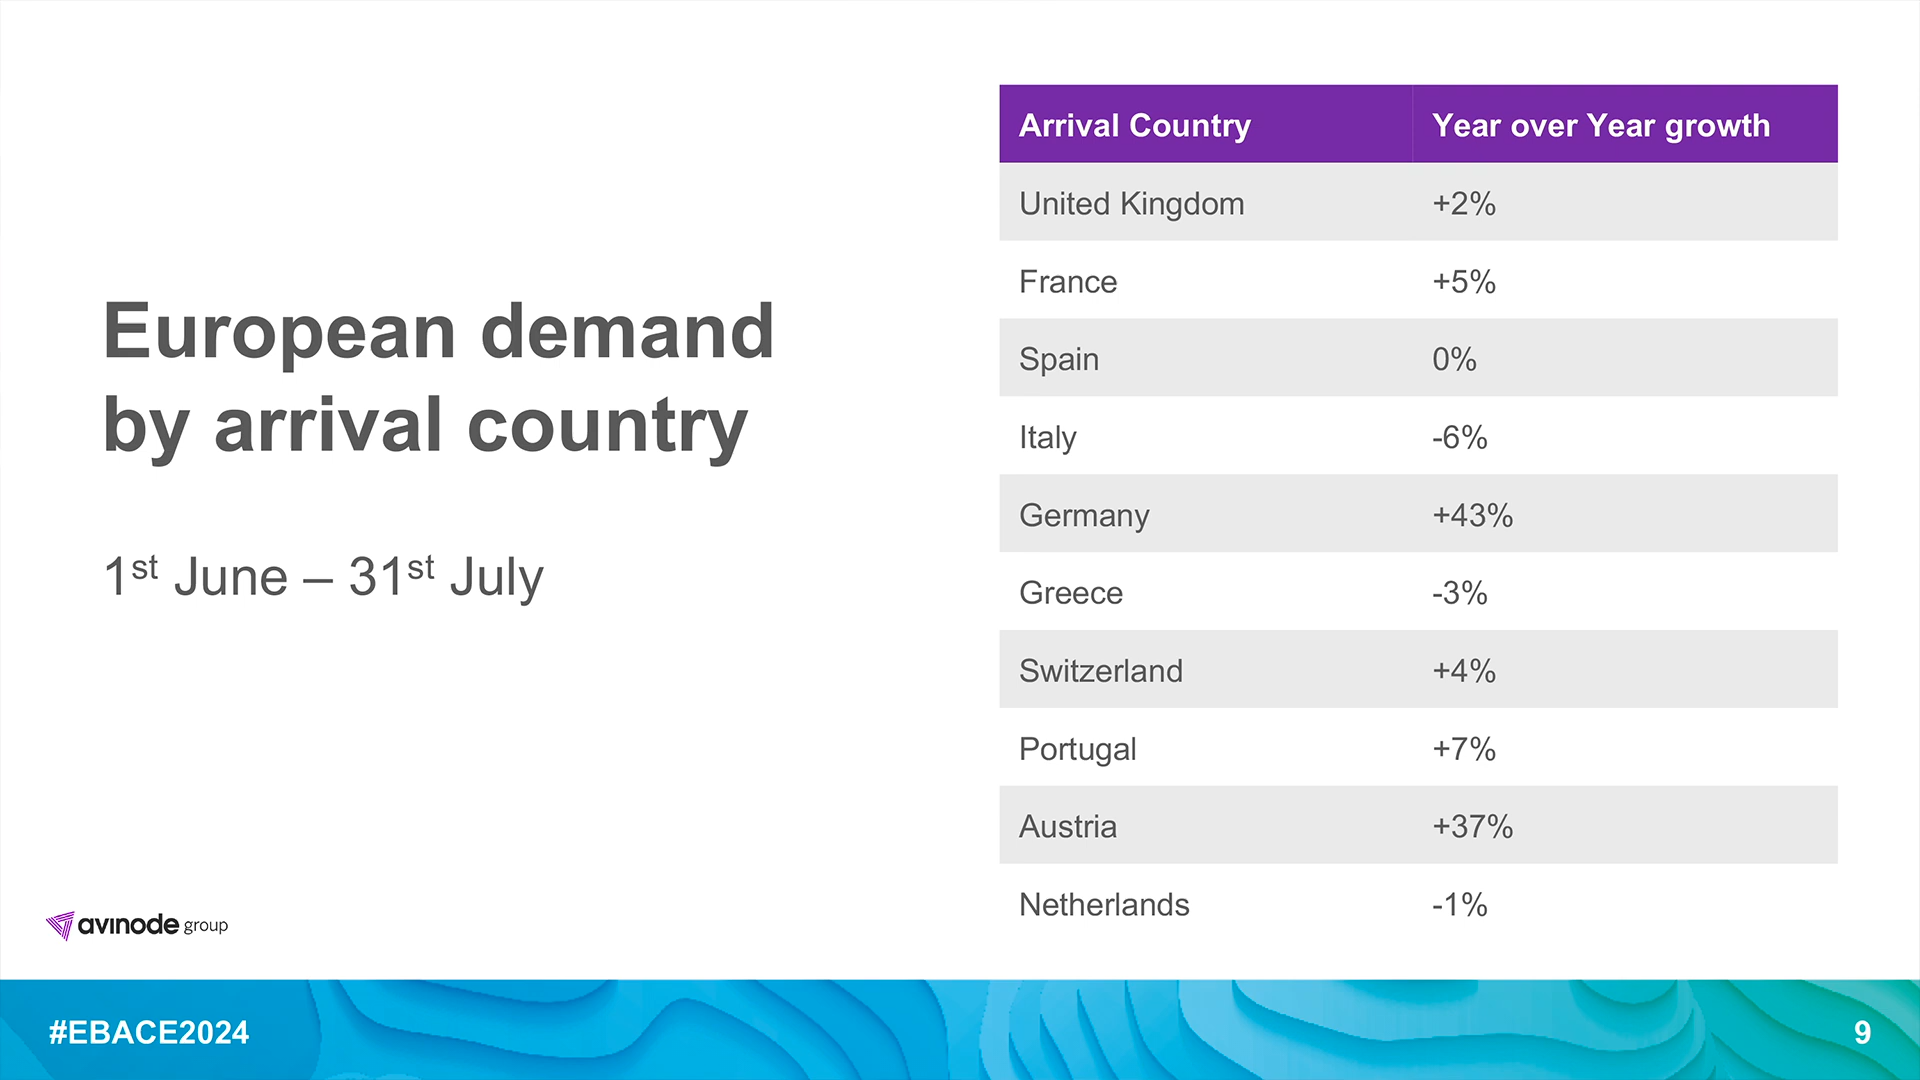 European demand
by arrival country
1st June – 31st July
Arrival Country Year over Year growth
United Kingdom +2%
France +5%
Spain 0%
Italy -6%
Germany +43%
Greece -3%
Switzerland +4%
Portugal +7%
Austria +37%
Netherlands -1%
avinode group
#EBACE2024
9